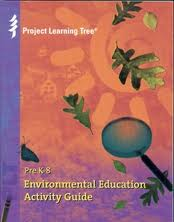 Project Learning Tree®
Pre K-8
Environmental Education
Activity Guide